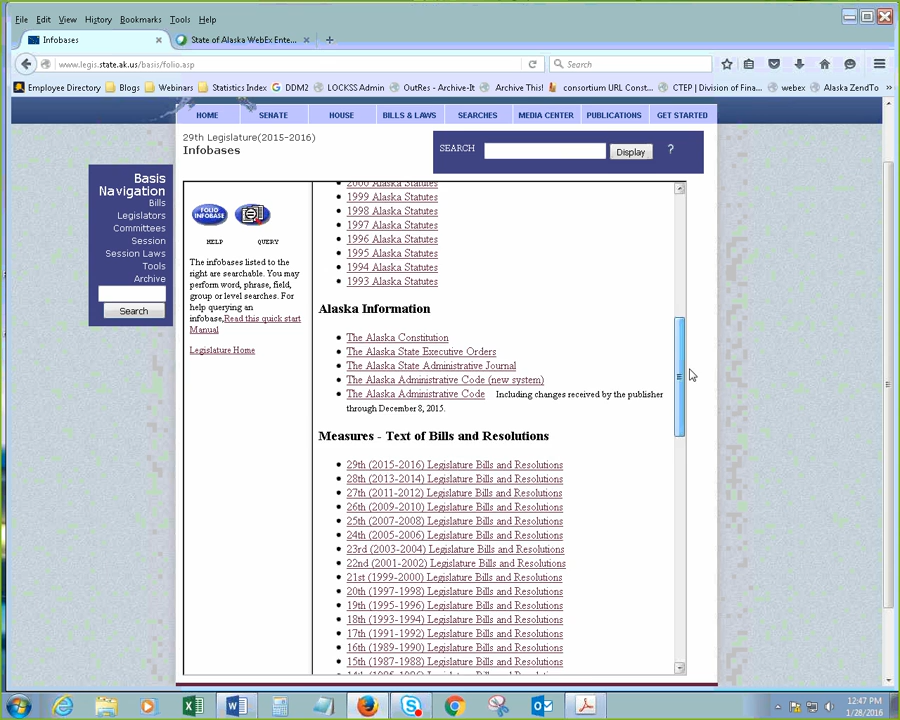 File Edit View History Bookmarks Tools Help
Infobases
State of Alaska WebEx Ente...
www.legis.state.ak.us/basis/folio.asp
Search
Employee Directory Blogs Webinars Statistics Index DDM2 LOCKSS Admin OutRes - Archive-It Archive This! consortium URL Const... CTEP | Division of Fina... webex Alaska ZendTo
HOME SENATE HOUSE BILLS & LAWS SEARCHES MEDIA CENTER PUBLICATIONS GET STARTED
29th Legislature(2015-2016)
Infobases
SEARCH Display ?
Basis
Navigation
Bills
Legislators
Committees
Session
Session Laws
Tools
Archive
Search
FOLIO
INFOBASE
HELP QUERY
The infobases listed to the
right are searchable. You may
perform word, phrase, field,
group or level searches. For
help querying an
infobase,Read this quick start
Manual
Legislature Home
2000 Alaska Statutes
1999 Alaska Statutes
1998 Alaska Statutes
1997 Alaska Statutes
1996 Alaska Statutes
1995 Alaska Statutes
1994 Alaska Statutes
1993 Alaska Statutes
Alaska Information
The Alaska Constitution
The Alaska State Executive Orders
The Alaska State Administrative Journal
The Alaska Administrative Code (new system)
The Alaska Administrative Code Including changes received by the publisher
through December 8, 2015.
Measures - Text of Bills and Resolutions
29th (2015-2016) Legislature Bills and Resolutions
28th (2013-2014) Legislature Bills and Resolutions
27th (2011-2012) Legislature Bills and Resolutions
26th (2009-2010) Legislature Bills and Resolutions
25th (2007-2008) Legislature Bills and Resolutions
24th (2005-2006) Legislature Bills and Resolutions
23rd (2003-2004) Legislature Bills and Resolutions
22nd (2001-2002) Legislature Bills and Resolutions
21st (1999-2000) Legislature Bills and Resolutions
20th (1997-1998) Legislature Bills and Resolutions
19th (1995-1996) Legislature Bills and Resolutions
18th (1993-1994) Legislature Bills and Resolutions
17th (1991-1992) Legislature Bills and Resolutions
16th (1989-1990) Legislature Bills and Resolutions
15th (1987-1988) Legislature Bills and Resolutions
12:47 PM
1/28/2016